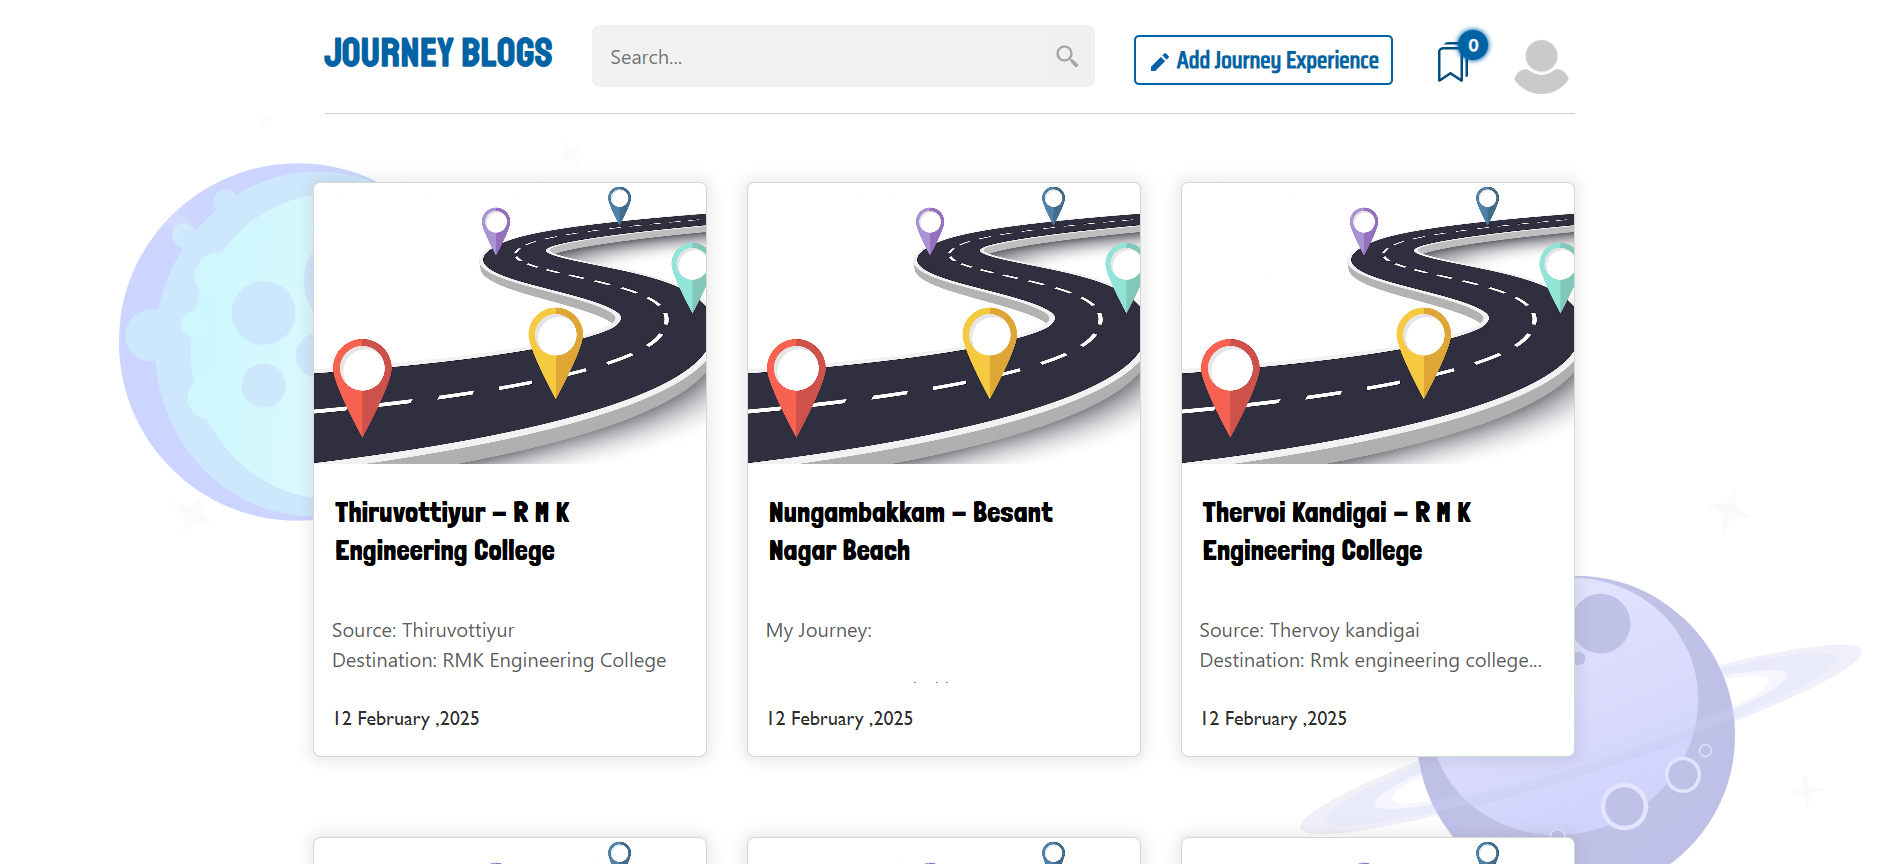 JOURNEY BLOGS
Search...
Add Journey Experience
0
Thiruvottiyur – R M K
Engineering College
Source: Thiruvottiyur
Destination: RMK Engineering College
12 February ,2025
Nungambakkam – Besant
Nagar Beach
My Journey:
12 February ,2025
Thervoi Kandigai – R M K
Engineering College
Source: Thervoy kandigai
Destination: Rmk engineering college...
12 February ,2025